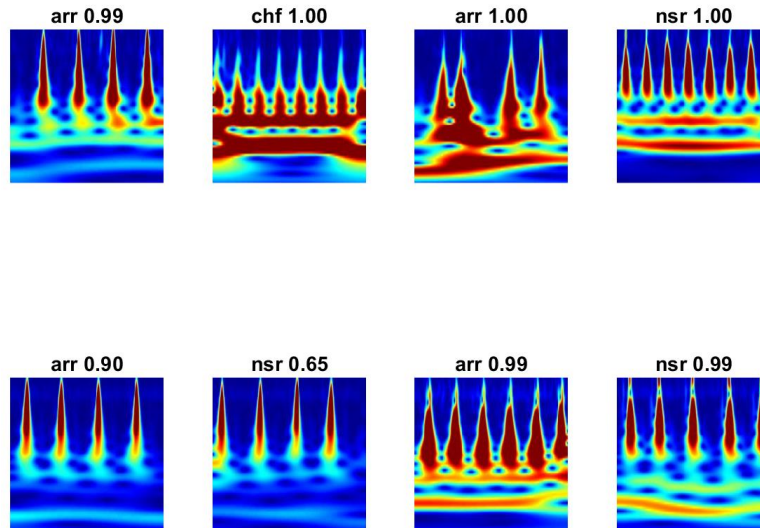 arr 0.99
chf 1.00
arr 1.00
nsr 1.00
arr 0.90
nsr 0.65
arr 0.99
nsr 0.99